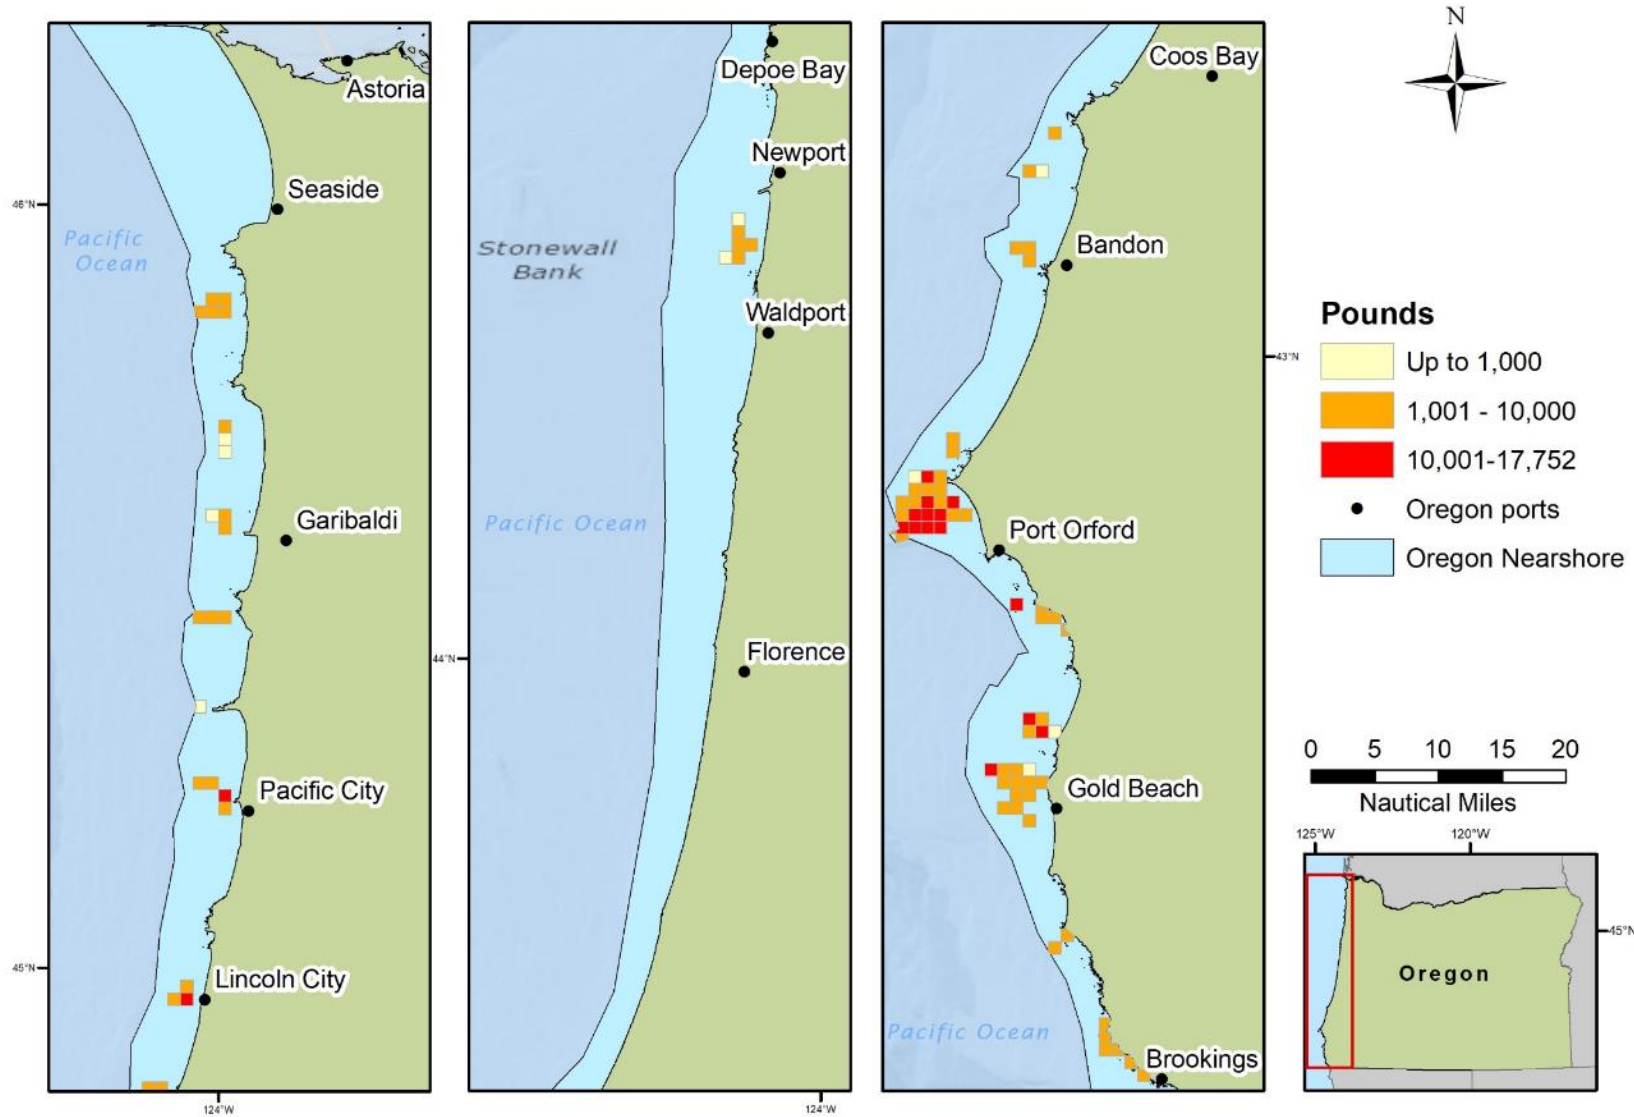 Astoria
Seaside
46°N
Pacific
Ocean
Garibaldi
Pacific City
Lincoln City
45°N
124°W
Depoe Bay
Newport
Stonewall
Bank
Waldport
Pacific Ocean
Florence
44°N
124°W
Coos Bay
Bandon
43°N
Port Orford
Gold Beach
Pacific Ocean
Brookings
N
Pounds
Up to 1,000
1,001 - 10,000
10,001-17,752
Oregon ports
Oregon Nearshore
0 5 10 15 20
Nautical Miles
125°W 120°W
45°N
Oregon